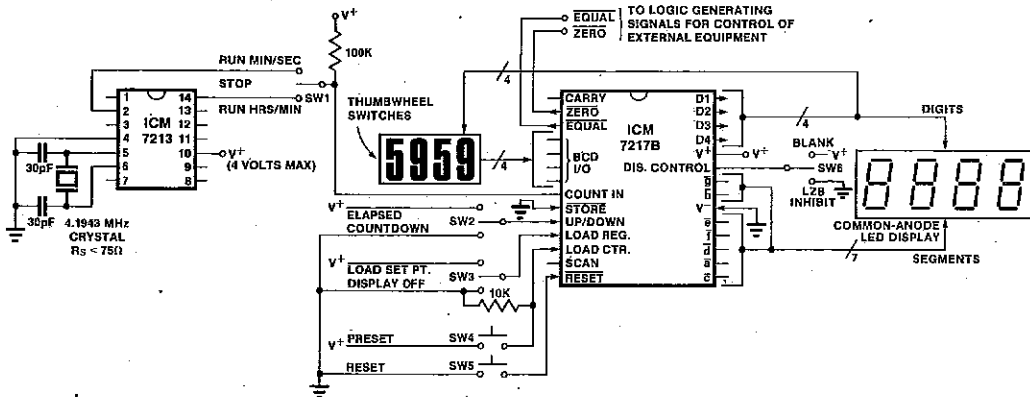 V+
100K
RUN MIN/SEC
STOP
SW1
RUN HRS/MIN
1
2
3
4
5
6
7
14
13
12
11
10
9
8
ICM
7213
V+
(4 VOLTS MAX)
30pF
30pF
4.1943 MHz
CRYSTAL
RS < 75Ω
EQUAL
ZERO
TO LOGIC GENERATING
SIGNALS FOR CONTROL OF
EXTERNAL EQUIPMENT
4
THUMBWHEEL
SWITCHES
5959
4
CARRY
ZERO
EQUAL
BCD
I/O
COUNT IN
STORE
UP/DOWN
LOAD REG.
LOAD CTR.
SCAN
RESET
ICM
7217B
D1
D2
D3
D4
V+
DIS. CONTROL
g
b
V-
e
f
d
a
c
V+
4
DIGITS
BLANK
V+
SW6
LZB
INHIBIT
8888
COMMON-ANODE
LED DISPLAY
7
SEGMENTS
V+
ELAPSED
COUNTDOWN
SW2
V+
LOAD SET PT.
DISPLAY OFF
SW3
10K
V+
PRESET
SW4
RESET
SW5